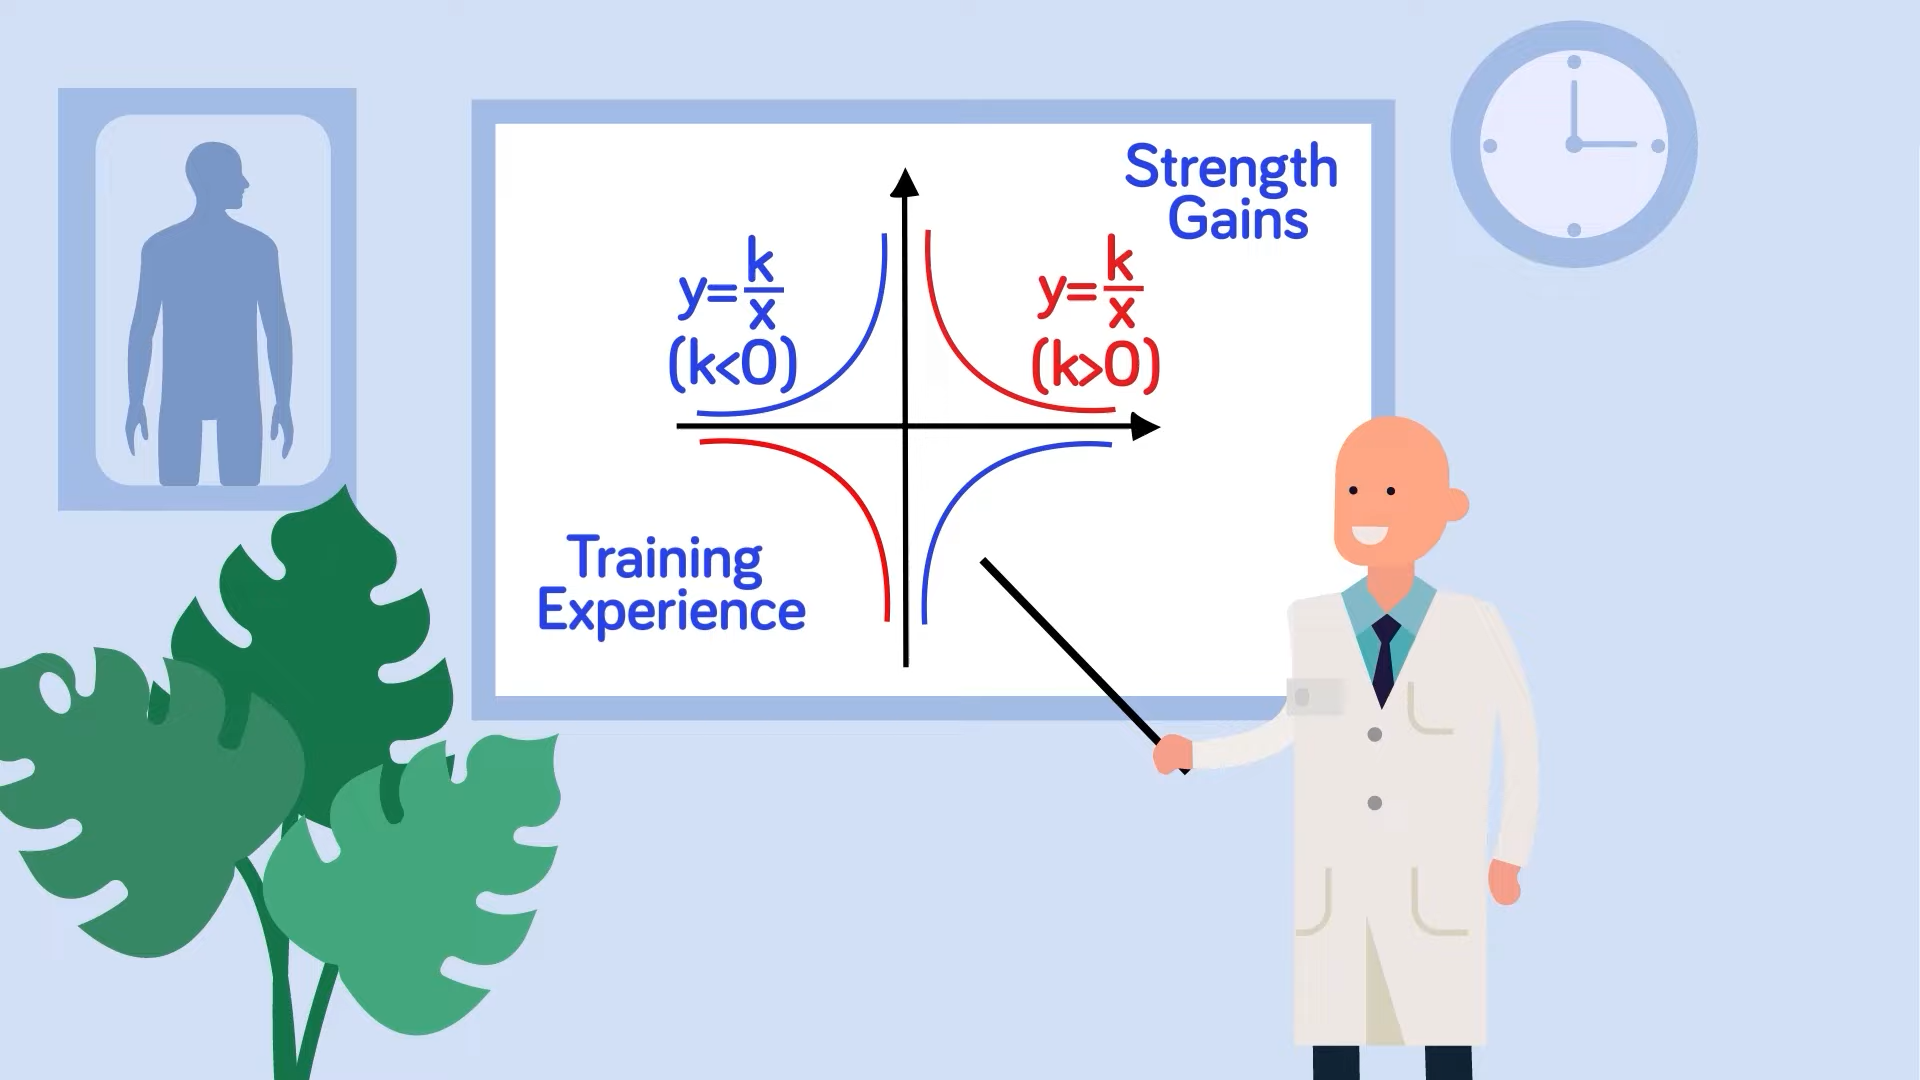 Strength
Gains
y=k/x
(k<0)
y=k/x
(k>0)
Training
Experience